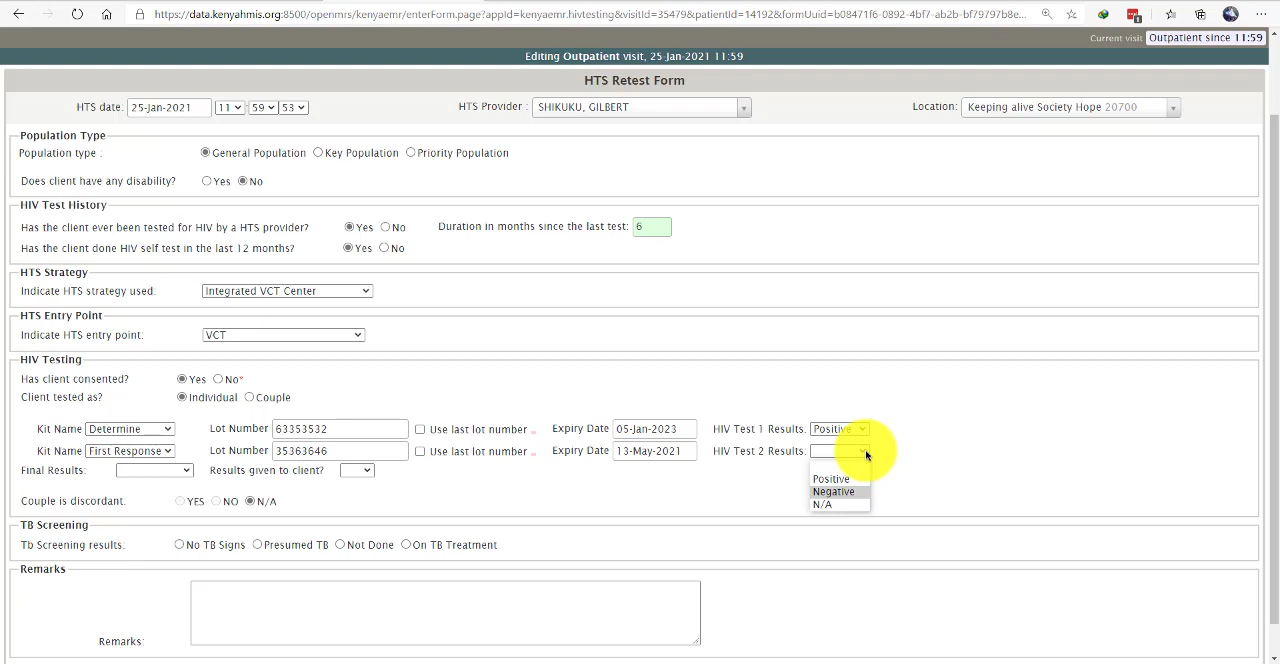 https://data.kenyahmis.org:8500/openmrs/kenyaemr/enterForm.page?appId=kenyaemr.hivtesting&visitId=35479&patientId=14192&formUuid=b08471f6-0892-4bf7-ab2b-bf79797b8e...
Current visit Outpatient since 11:59
Editing Outpatient visit, 25-Jan-2021 11:59
HTS Retest Form
HTS date: 25-Jan-2021 11 59 53 HTS Provider : SHIKUKU, GILBERT Location: Keeping alive Society Hope 20700
Population Type
Population type : General Population Key Population Priority Population
Does client have any disability? Yes No
HIV Test History
Has the client ever been tested for HIV by a HTS provider? Yes No Duration in months since the last test: 6
Has the client done HIV self test in the last 12 months? Yes No
HTS Strategy
Indicate HTS strategy used: Integrated VCT Center
HTS Entry Point
Indicate HTS entry point: VCT
HIV Testing
Has client consented? Yes No*
Client tested as? Individual Couple
Kit Name Determine Lot Number 63353532 Use last lot number Expiry Date 05-Jan-2023 HIV Test 1 Results: Positive
Kit Name First Response Lot Number 35363646 Use last lot number Expiry Date 13-May-2021 HIV Test 2 Results:
Final Results: Results given to client?
Positive
Negative
N/A
Couple is discordant: YES NO N/A
TB Screening
Tb Screening results: No TB Signs Presumed TB Not Done On TB Treatment
Remarks
Remarks: